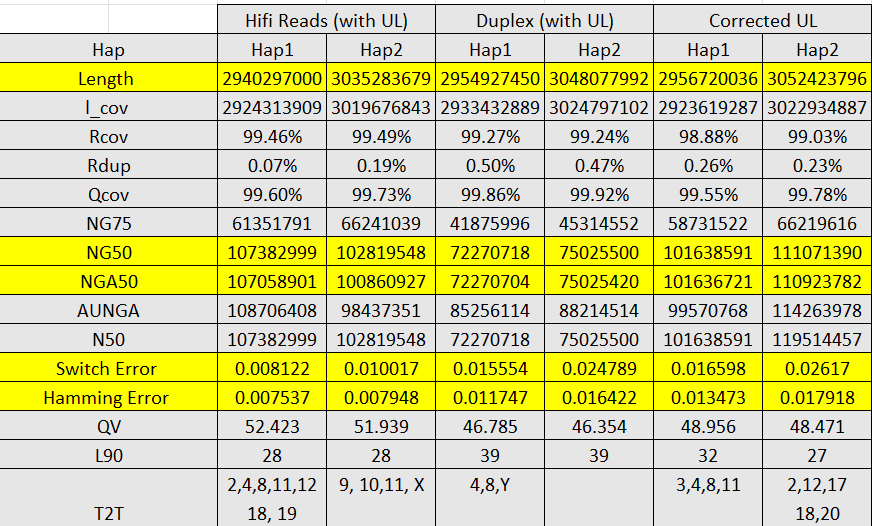 Hifi Reads (with UL) Duplex (with UL) Corrected UL
Hap Hap1 Hap2 Hap1 Hap2 Hap1 Hap2
Length 2940297000 3035283679 2954927450 3048077992 2956720036 3052423796
l_cov 2924313909 3019676843 2933432889 3024797102 2923619287 3022934887
Rcov 99.46% 99.49% 99.27% 99.24% 98.88% 99.03%
Rdup 0.07% 0.19% 0.50% 0.47% 0.26% 0.23%
Qcov 99.60% 99.73% 99.86% 99.92% 99.55% 99.78%
NG75 61351791 66241039 41875996 45314552 58731522 66219616
NG50 107382999 102819548 72270718 75025500 101638591 111071390
NGA50 107058901 100860927 72270704 75025420 101636721 110923782
AUNGA 108706408 98437351 85256114 88214514 99570768 114263978
N50 107382999 102819548 72270718 75025500 101638591 119514457
Switch Error 0.008122 0.010017 0.015554 0.024789 0.016598 0.02617
Hamming Error 0.007537 0.007948 0.011747 0.016422 0.013473 0.017918
QV 52.423 51.939 46.785 46.354 48.956 48.471
L90 28 28 39 39 32 27
2,4,8,11,12 9, 10,11, X 4,8,Y 3,4,8,11 2,12,17
T2T 18, 19 18,20